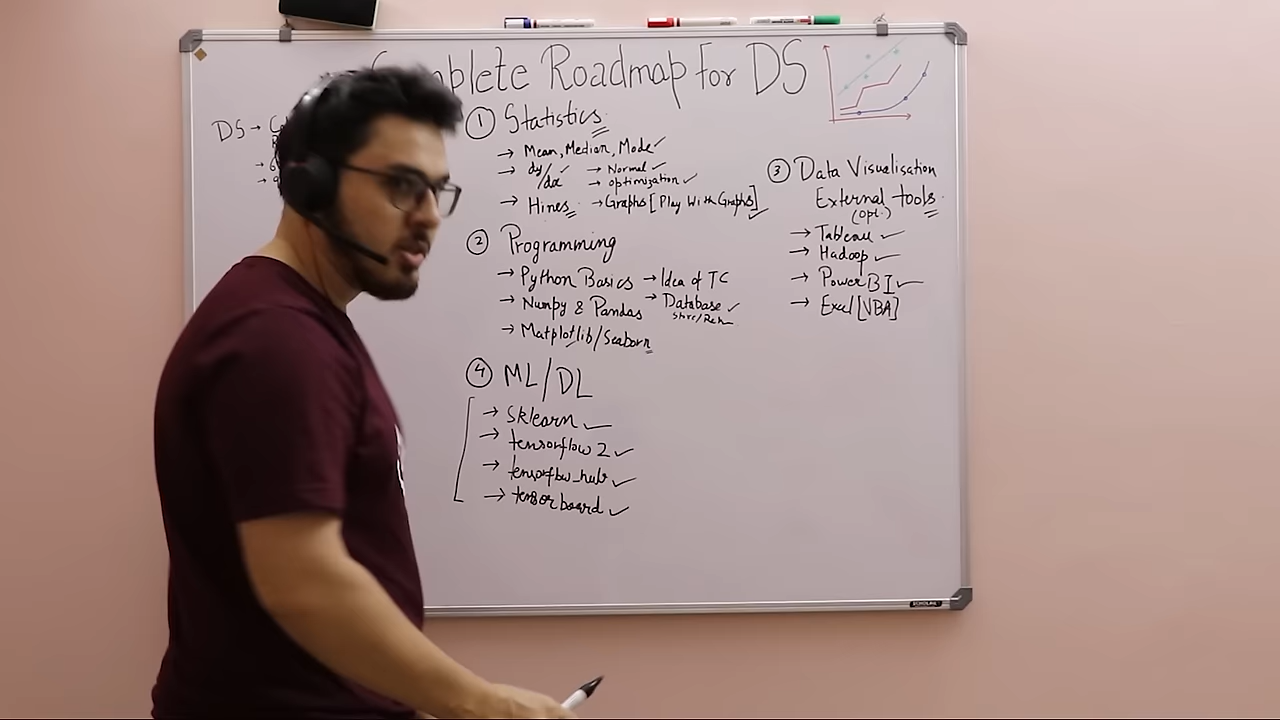 Complete Roadmap for DS
DS →
① Statistics
→ Mean, Median, Mode ✓
→ dy/dx ✓ → Normal ✓
→ optimization ✓
→ Hines → Graphs [Play With Graphs] ✓
② Programming
→ Python Basics → Idea of TC
→ Numpy & Pandas → Database ✓
→ Matplotlib/Seaborn
③ Data Visualisation
External tools
(Opt.)
→ Tableau ✓
→ Hadoop ✓
→ Power BI ✓
→ Excel [VBA]
④ ML/DL
→ Sklearn ✓
→ tensorflow 2 ✓
→ tensorflow_hub ✓
→ tensorboard ✓